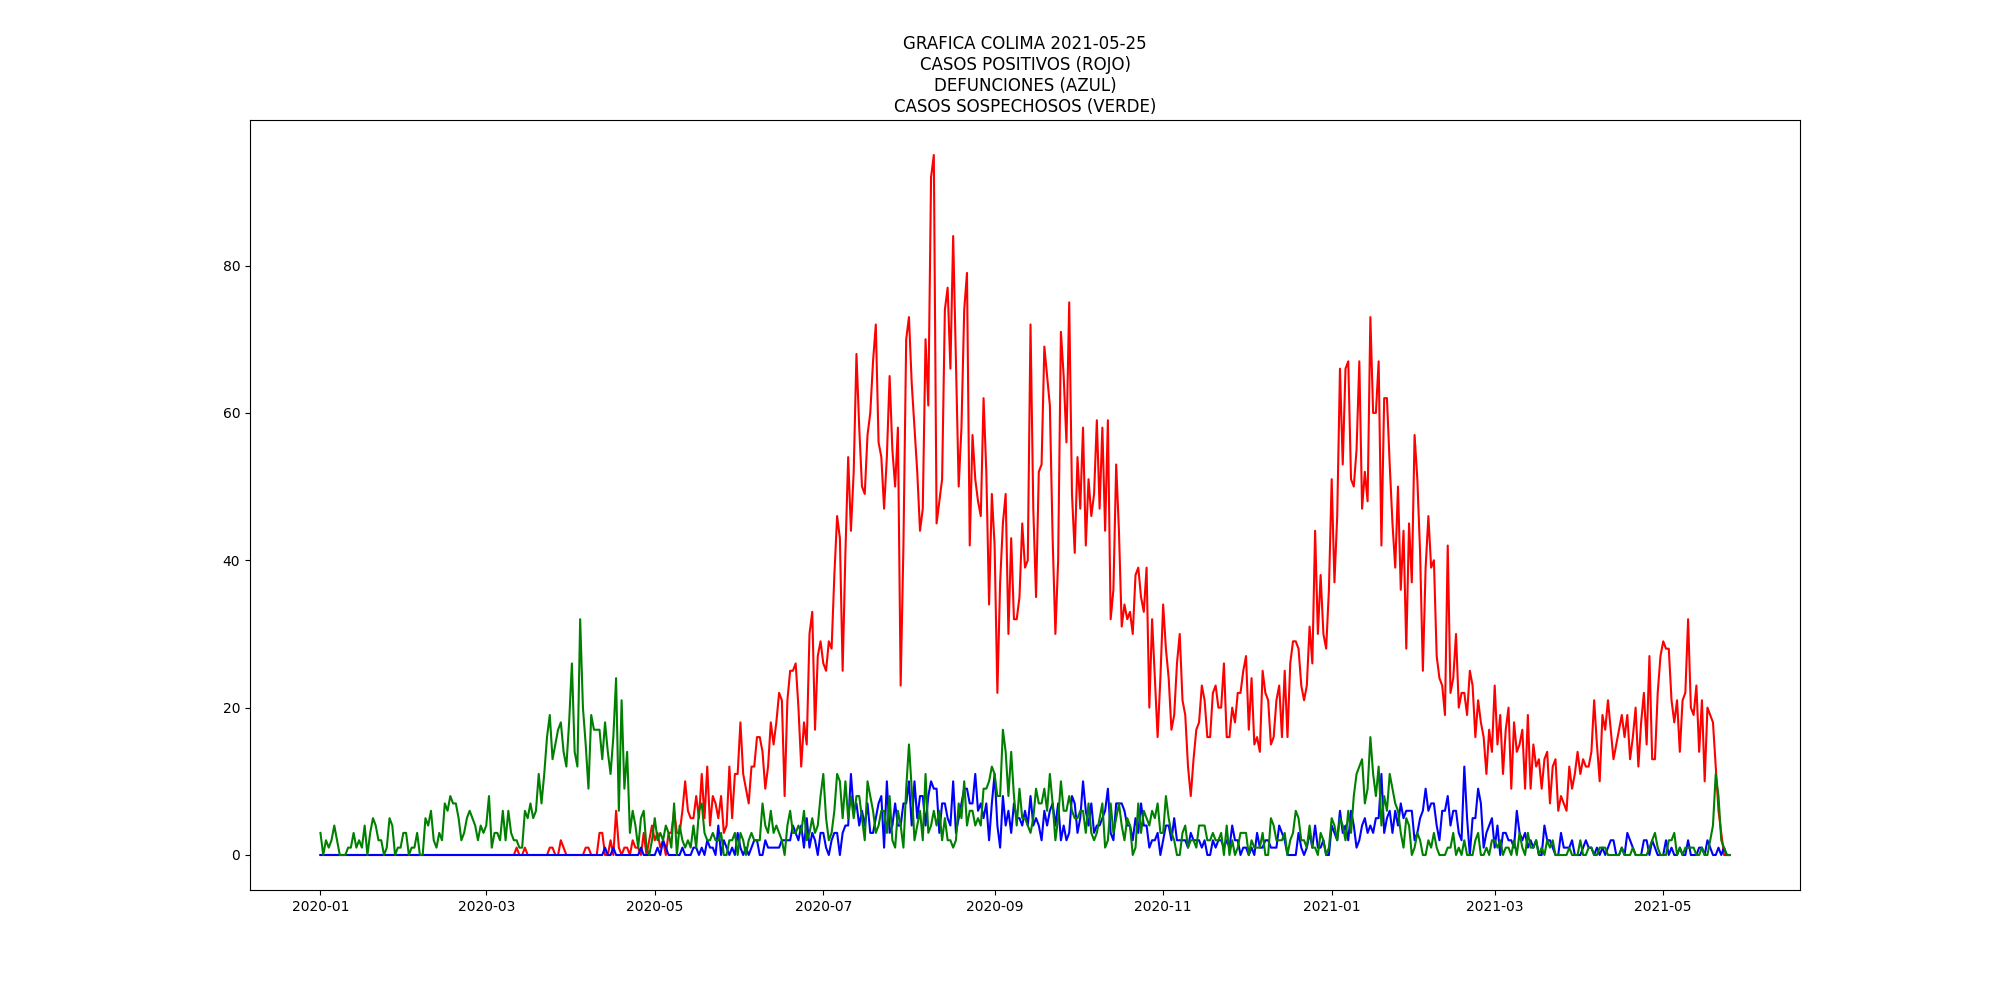 GRAFICA COLIMA 2021-05-25
CASOS POSITIVOS (ROJO)
DEFUNCIONES (AZUL)
CASOS SOSPECHOSOS (VERDE)
80
60
40
20
0
2020-01 2020-03 2020-05 2020-07 2020-09 2020-11 2021-01 2021-03 2021-05